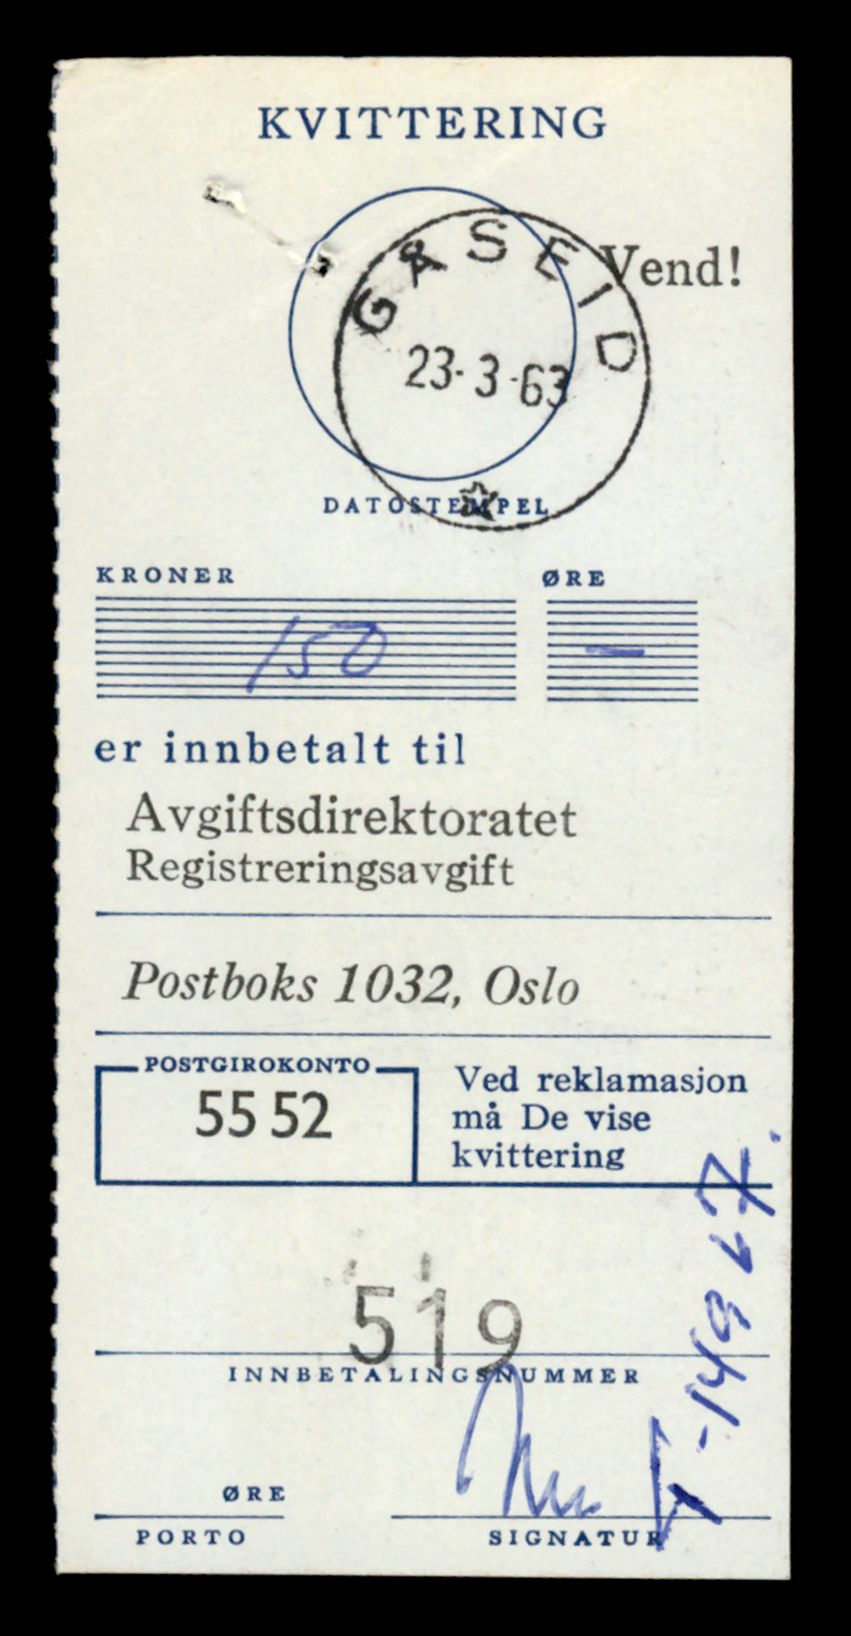 KVITTERING
Vend!
GÅSEID
23·3·63
DATOSTEMPEL
KRONER ØRE
150 —
er innbetalt til
Avgiftsdirektoratet
Registreringsavgift
Postboks 1032, Oslo
POSTGIROKONTO
55 52
Ved reklamasjon
må De vise
kvittering
519
INNBETALINGSNUMMER
ØRE
PORTO
SIGNATUR